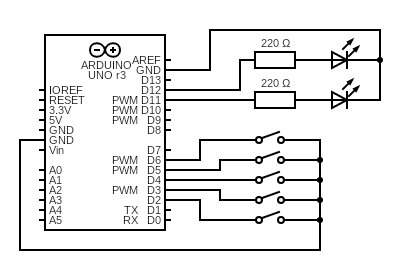 220 Ω
AREF
ARDUINO
UNO r3
GND
D13
D12
220 Ω
IOREF
RESET
PWM D11
3.3V
PWM D10
5V
PWM D9
GND
D8
GND
Vin
D7
PWM D6
A0
PWM D5
A1
D4
A2
PWM D3
A3
D2
A4
TX D1
A5
RX D0